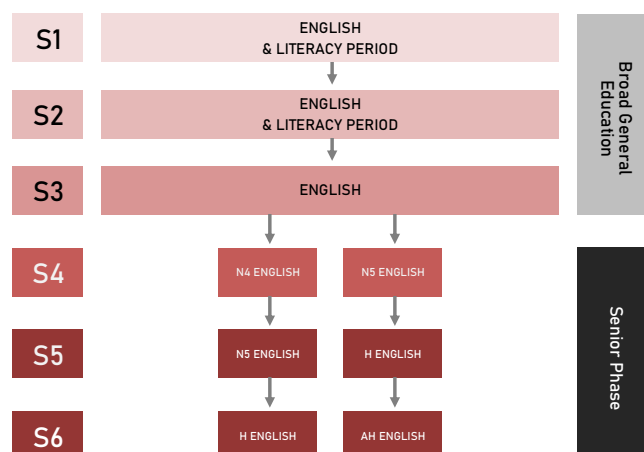 S1
ENGLISH
& LITERACY PERIOD
S2
ENGLISH
& LITERACY PERIOD
S3
ENGLISH
Broad General
Education
S4
N4 ENGLISH
N5 ENGLISH
S5
N5 ENGLISH
H ENGLISH
S6
H ENGLISH
AH ENGLISH
Senior Phase